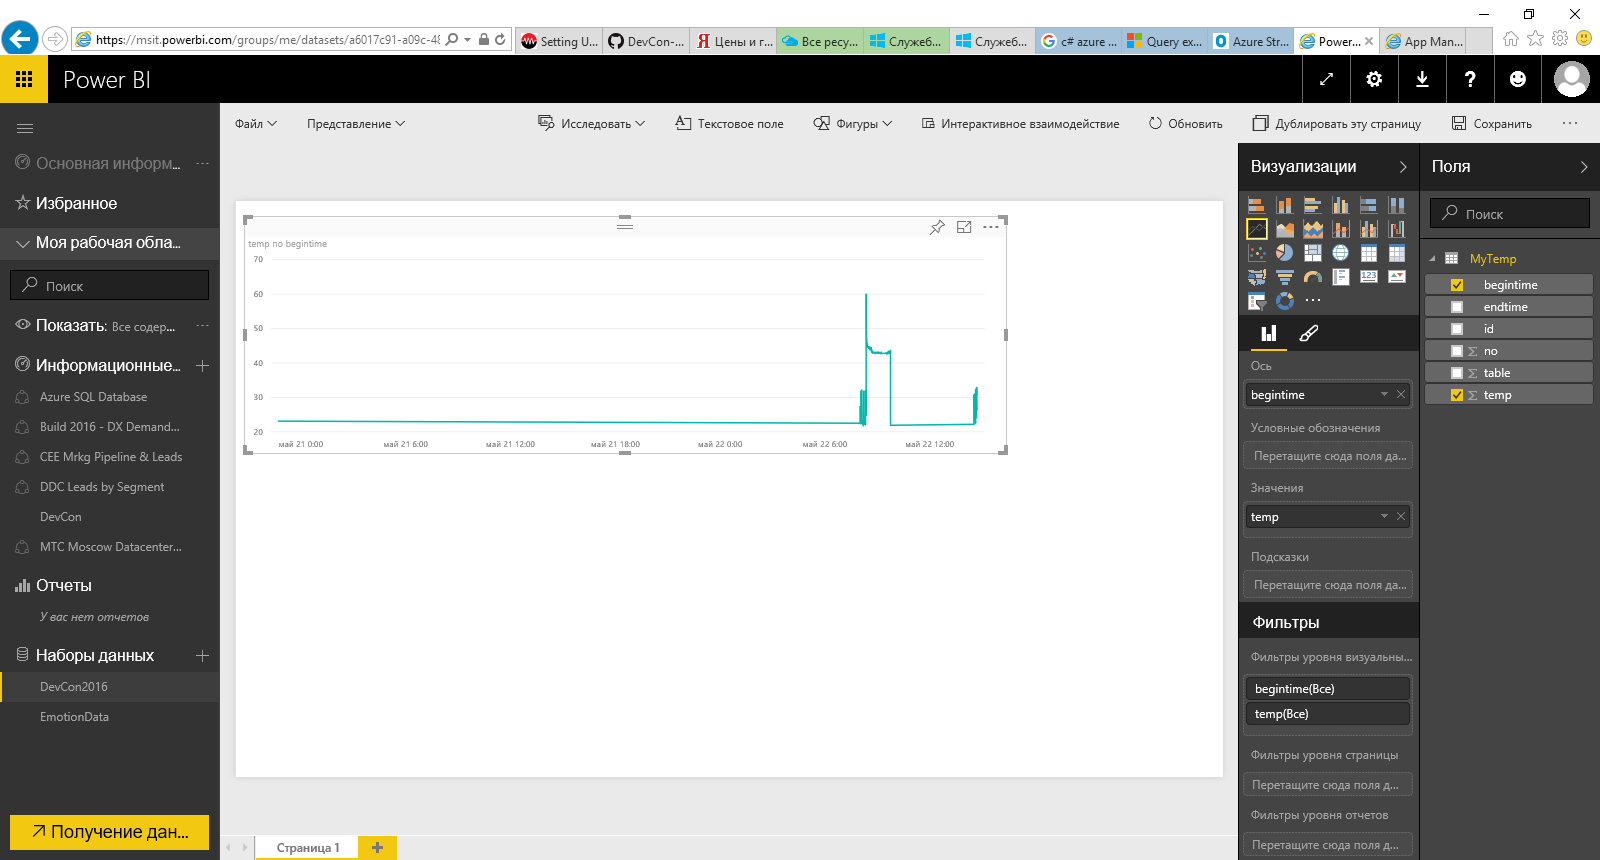 https://msit.powerbi.com/groups/me/datasets/a6017c91-a09c-48
Setting U...
DevCon-...
Цены и г...
Все ресу...
Служеб...
Служеб...
c# azure ...
Query ex...
Azure Str...
Power...
App Man...
Power BI
Файл
Представление
Исследовать
Текстовое поле
Фигуры
Интерактивное взаимодействие
Обновить
Дублировать эту страницу
Сохранить
Основная информ...
Избранное
Моя рабочая обла...
Поиск
Показать: Все содер...
Информационные...
Azure SQL Database
Build 2016 - DX Demand...
CEE Mrkg Pipeline & Leads
DDC Leads by Segment
DevCon
MTC Moscow Datacenter...
Отчеты
У вас нет отчетов
Наборы данных
DevCon2016
EmotionData
Получение дан...
temp по begintime
70
60
50
40
30
20
май 21 0:00
май 21 6:00
май 21 12:00
май 21 18:00
май 22 0:00
май 22 6:00
май 22 12:00
Страница 1
Визуализации
Ось
begintime
Условные обозначения
Перетащите сюда поля да...
Значения
temp
Подсказки
Перетащите сюда поля да...
Фильтры
Фильтры уровня визуальны...
begintime(Все)
temp(Все)
Фильтры уровня страницы
Перетащите сюда поля д...
Фильтры уровня отчетов
Перетащите сюда поля д...
Поля
Поиск
MyTemp
begintime
endtime
id
no
table
temp